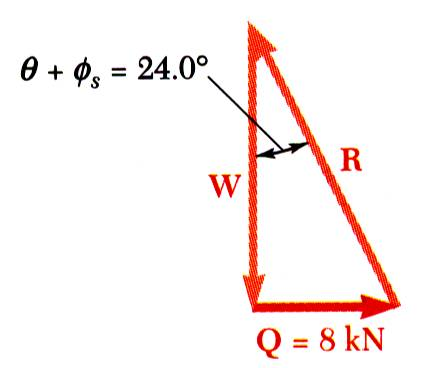 θ + ϕₛ = 24.0°
R
W
Q = 8 kN